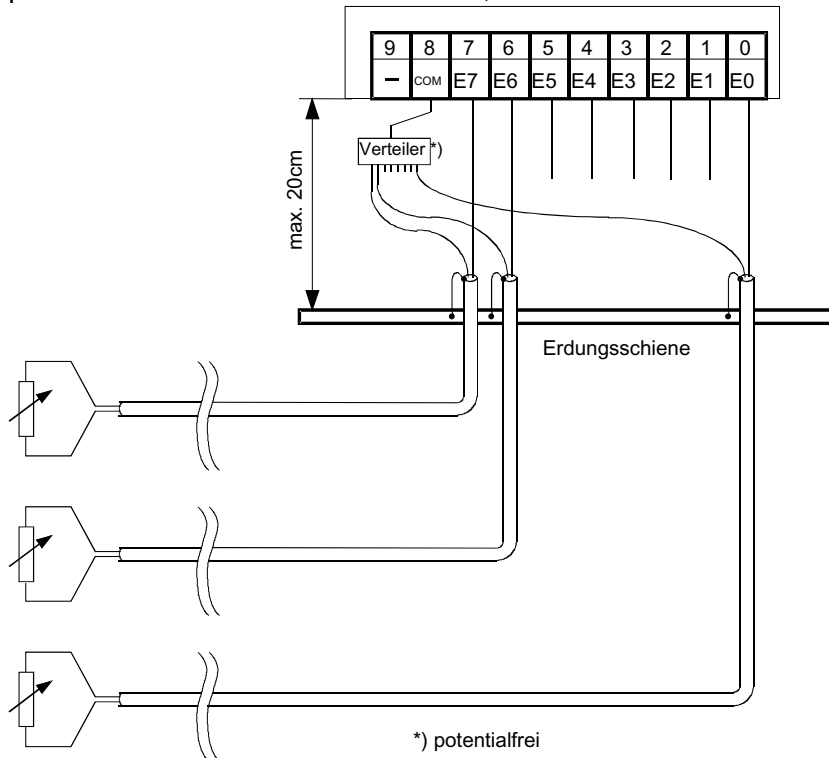 9 8 7 6 5 4 3 2 1 0
– COM E7 E6 E5 E4 E3 E2 E1 E0
Verteiler *)
max. 20cm
Erdungsschiene
*) potentialfrei